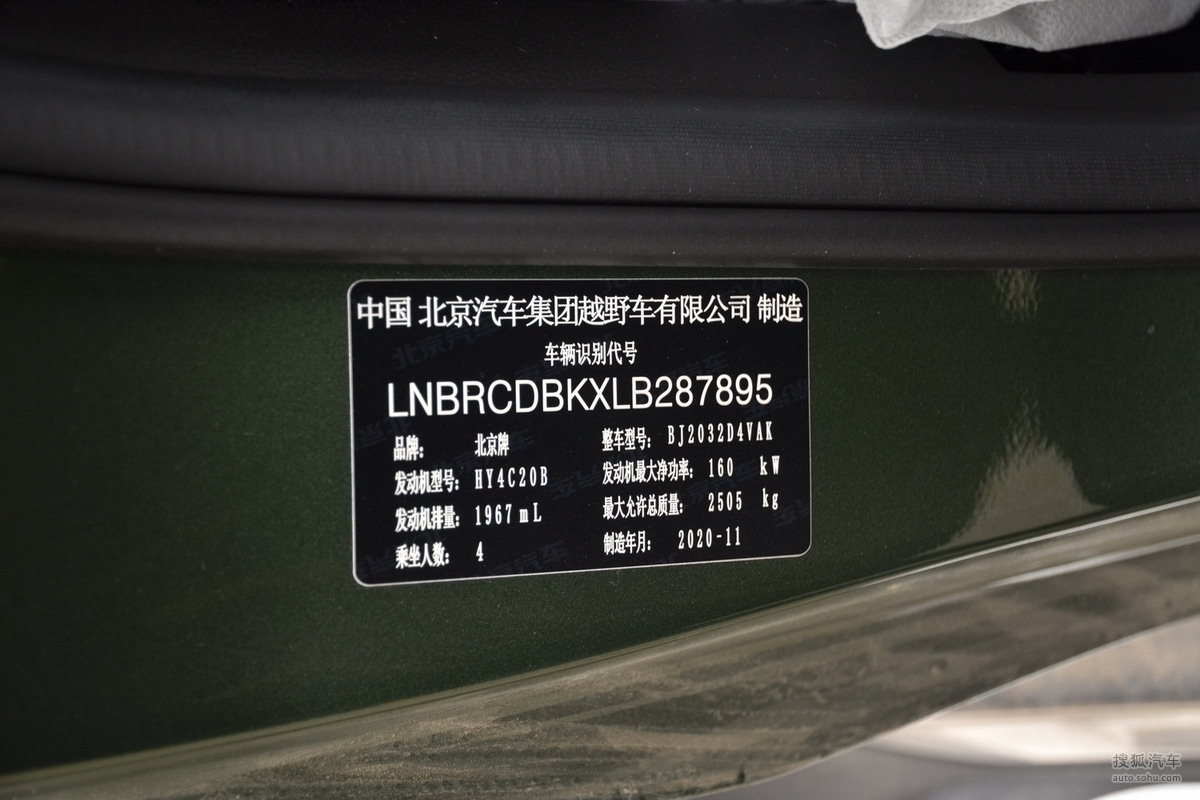 中国 北京汽车集团越野车有限公司 制造
车辆识别代号
LNBRCDBKXLB287895
品牌: 北京牌 整车型号: BJ2032D4VAK
发动机型号: HY4C20B 发动机最大净功率: 160 kW
发动机排量: 1967mL 最大允许总质量: 2505 kg
乘坐人数: 4 制造年月: 2020-11
搜狐汽车
auto.sohu.com